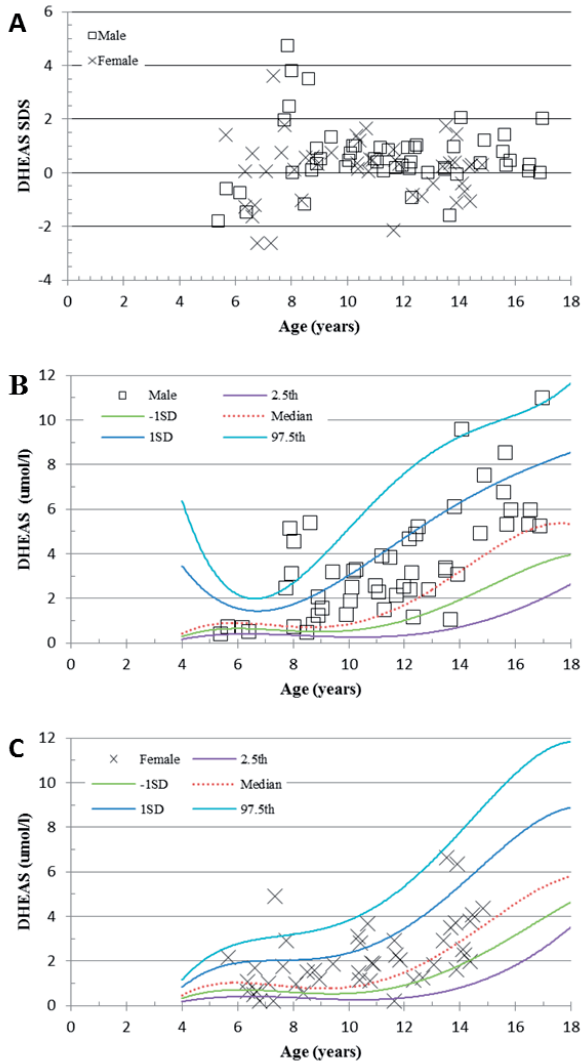 A
6
4
2
0
-2
-4
DHEAS SDS
Male
Female
0 2 4 6 8 10 12 14 16 18
Age (years)
B
12
10
8
6
4
2
0
DHEAS (umol/l)
Male 2.5th
-1SD Median
1SD 97.5th
0 2 4 6 8 10 12 14 16 18
Age (years)
C
12
10
8
6
4
2
0
DHEAS (umol/l)
Female 2.5th
-1SD Median
1SD 97.5th
0 2 4 6 8 10 12 14 16 18
Age (years)